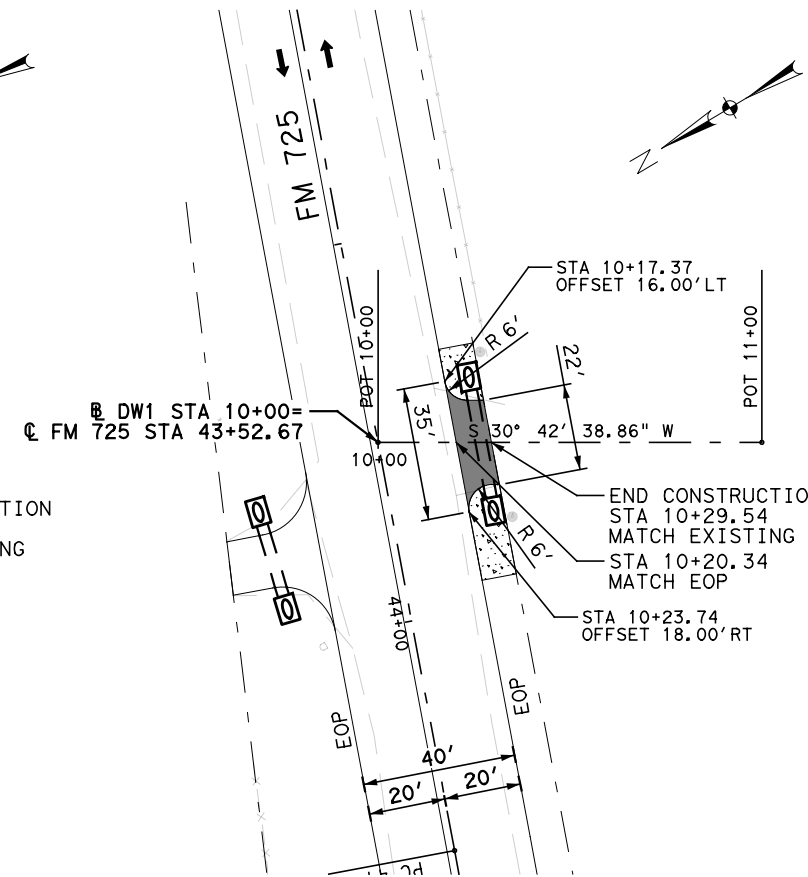 FM 725
N
STA 10+17.37
OFFSET 16.00'LT
R 6'
22'
POT 10+00
POT 11+00
35'
B DW1 STA 10+00=
CL FM 725 STA 43+52.67
S 30° 42' 38.86" W
10+00
TION
NG
END CONSTRUCTIO
STA 10+29.54
MATCH EXISTING
R 6'
STA 10+20.34
MATCH EOP
44+00
STA 10+23.74
OFFSET 18.00'RT
EOP
EOP
40'
20'
20'
PC